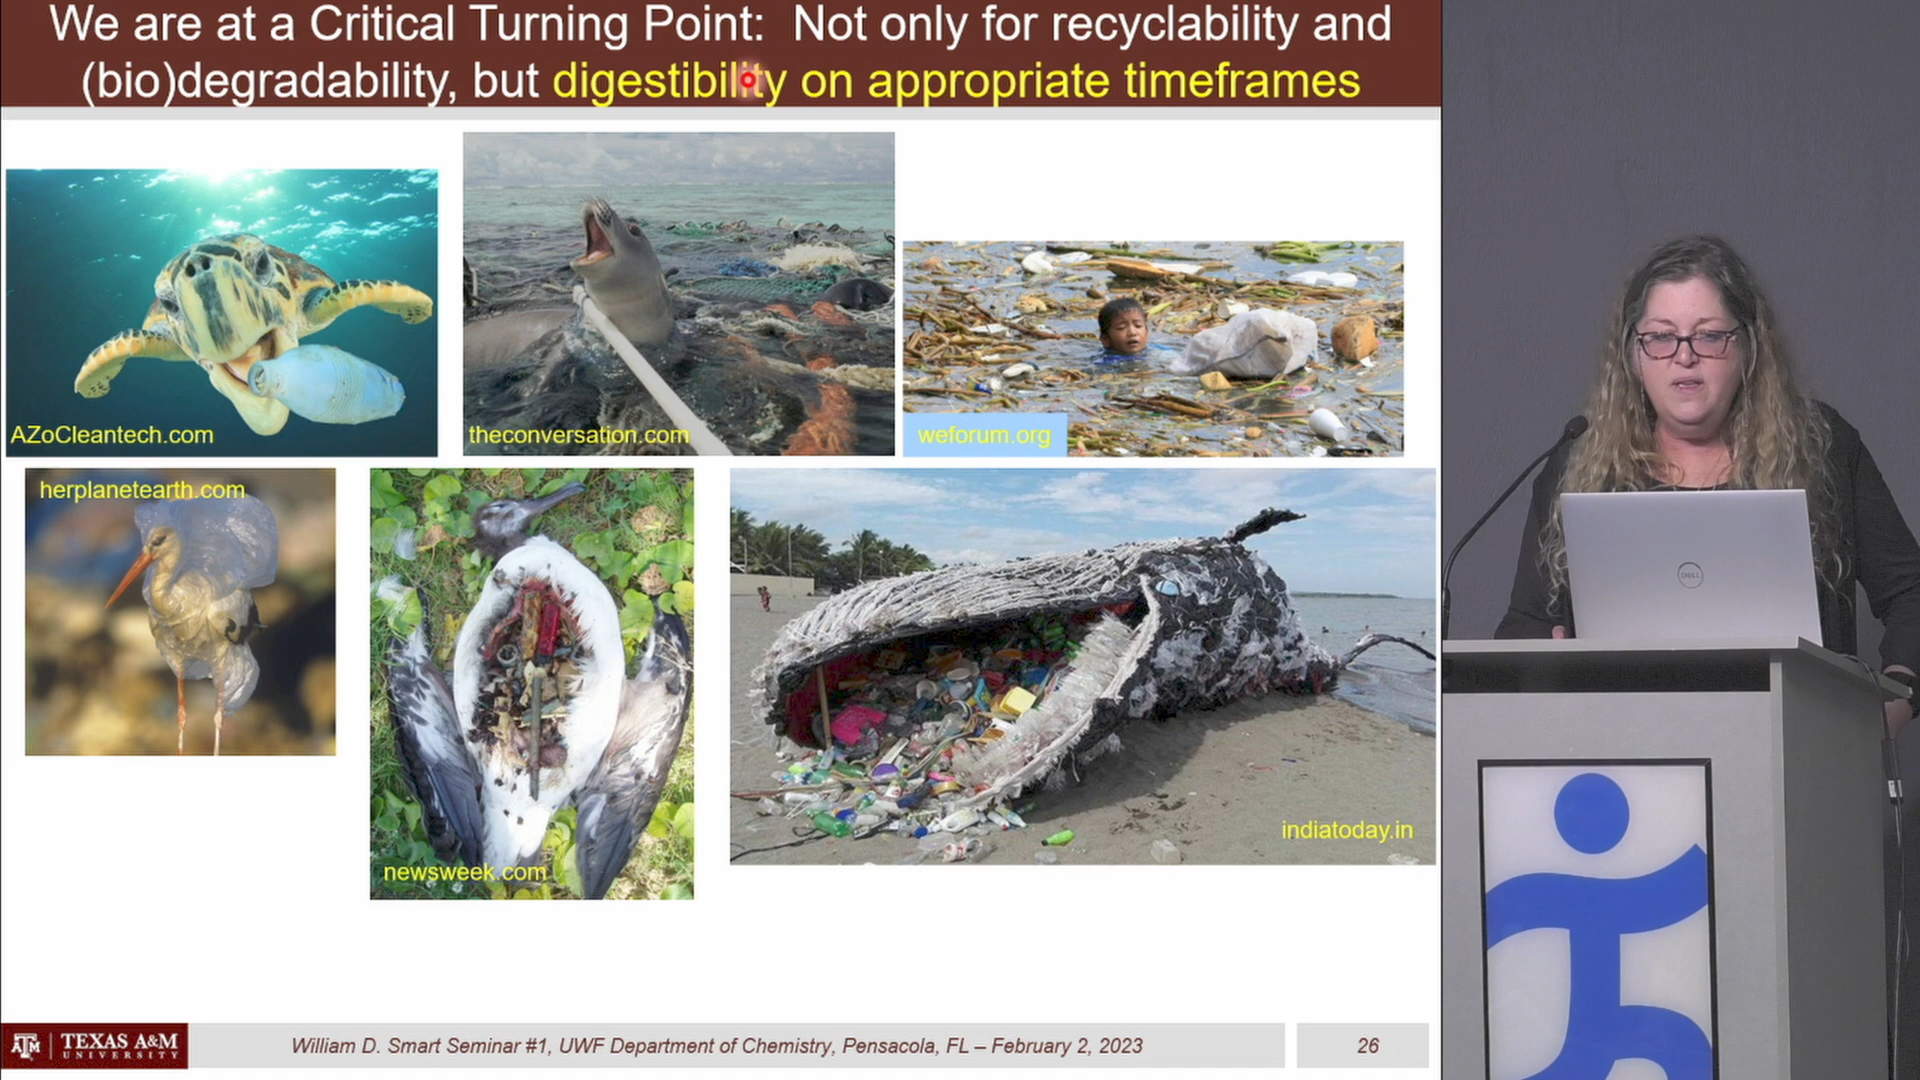 We are at a Critical Turning Point: Not only for recyclability and
(bio)degradability, but digestibility on appropriate timeframes
AZoCleantech.com
theconversation.com
weforum.org
herplanetearth.com
newsweek.com
indiatoday.in
DELL
ATM TEXAS A&M
UNIVERSITY
William D. Smart Seminar #1, UWF Department of Chemistry, Pensacola, FL – February 2, 2023
26